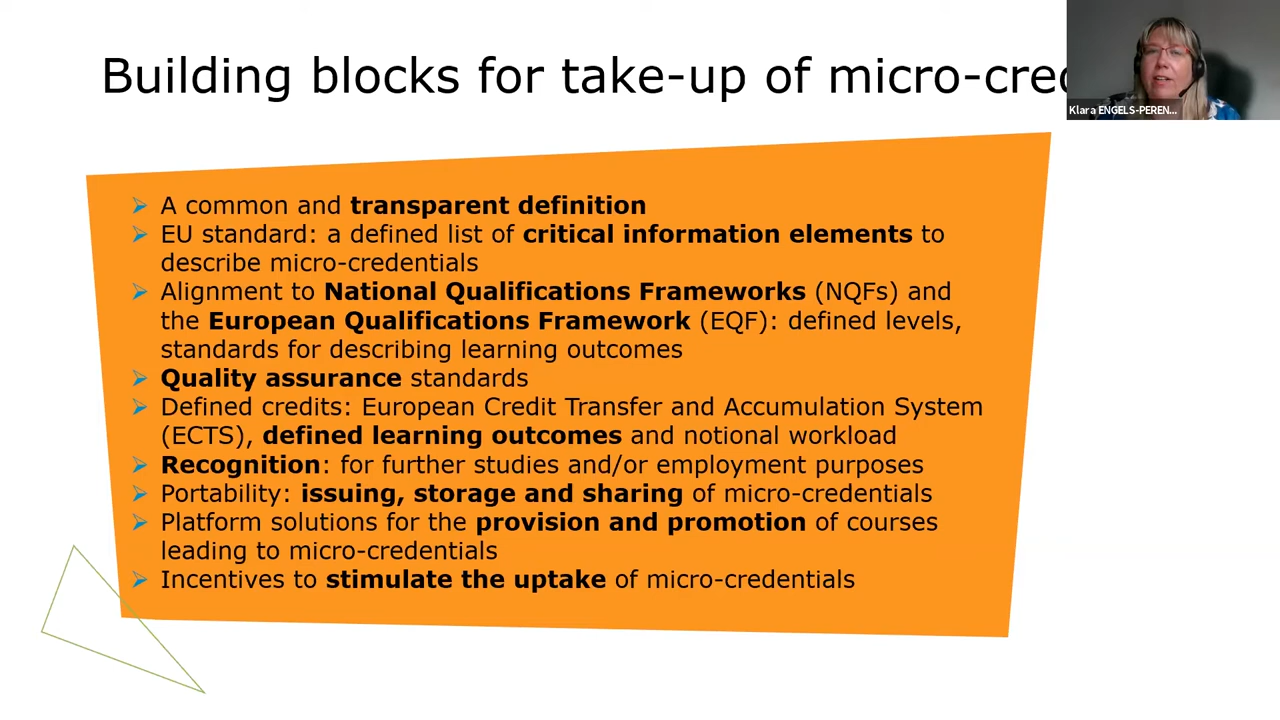 Building blocks for take-up of micro-cred
Klara ENGELS-PEREN...
➢ A common and transparent definition
➢ EU standard: a defined list of critical information elements to
describe micro-credentials
➢ Alignment to National Qualifications Frameworks (NQFs) and
the European Qualifications Framework (EQF): defined levels,
standards for describing learning outcomes
➢ Quality assurance standards
➢ Defined credits: European Credit Transfer and Accumulation System
(ECTS), defined learning outcomes and notional workload
➢ Recognition: for further studies and/or employment purposes
➢ Portability: issuing, storage and sharing of micro-credentials
➢ Platform solutions for the provision and promotion of courses
leading to micro-credentials
➢ Incentives to stimulate the uptake of micro-credentials